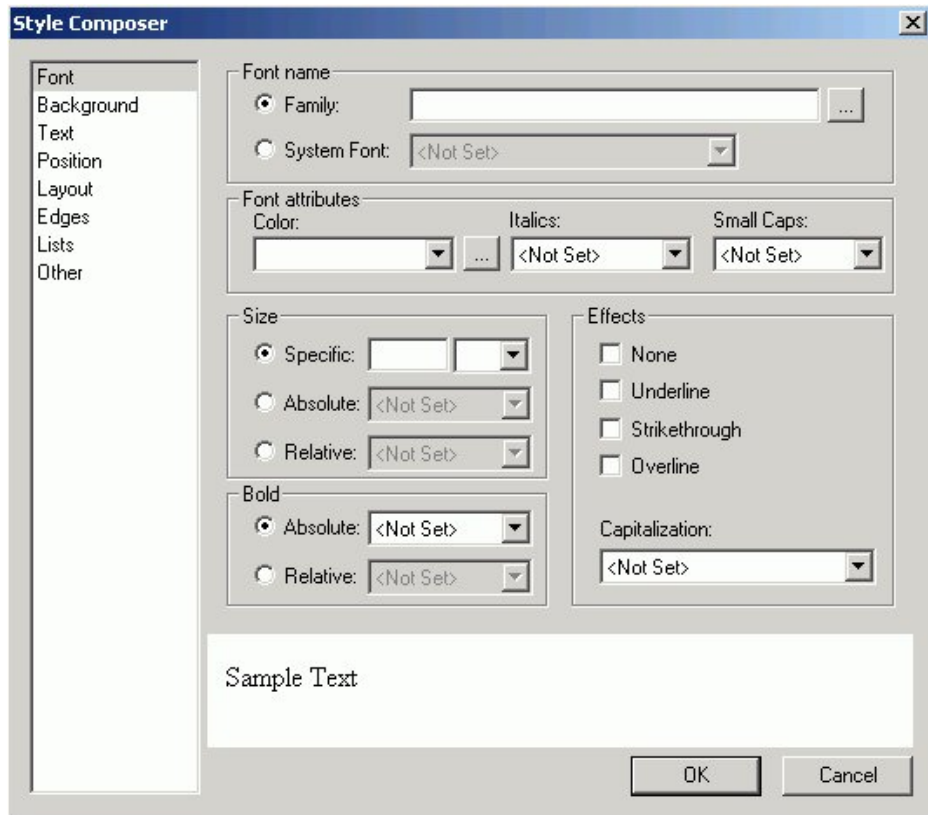 Style Composer
Font
Background
Text
Position
Layout
Edges
Lists
Other
Font name
Family:
...
System Font: <Not Set>
Font attributes
Color: Italics: Small Caps:
... <Not Set> <Not Set>
Size
Specific:
Absolute: <Not Set>
Relative: <Not Set>
Bold
Absolute: <Not Set>
Relative: <Not Set>
Effects
None
Underline
Strikethrough
Overline
Capitalization:
<Not Set>
Sample Text
OK Cancel